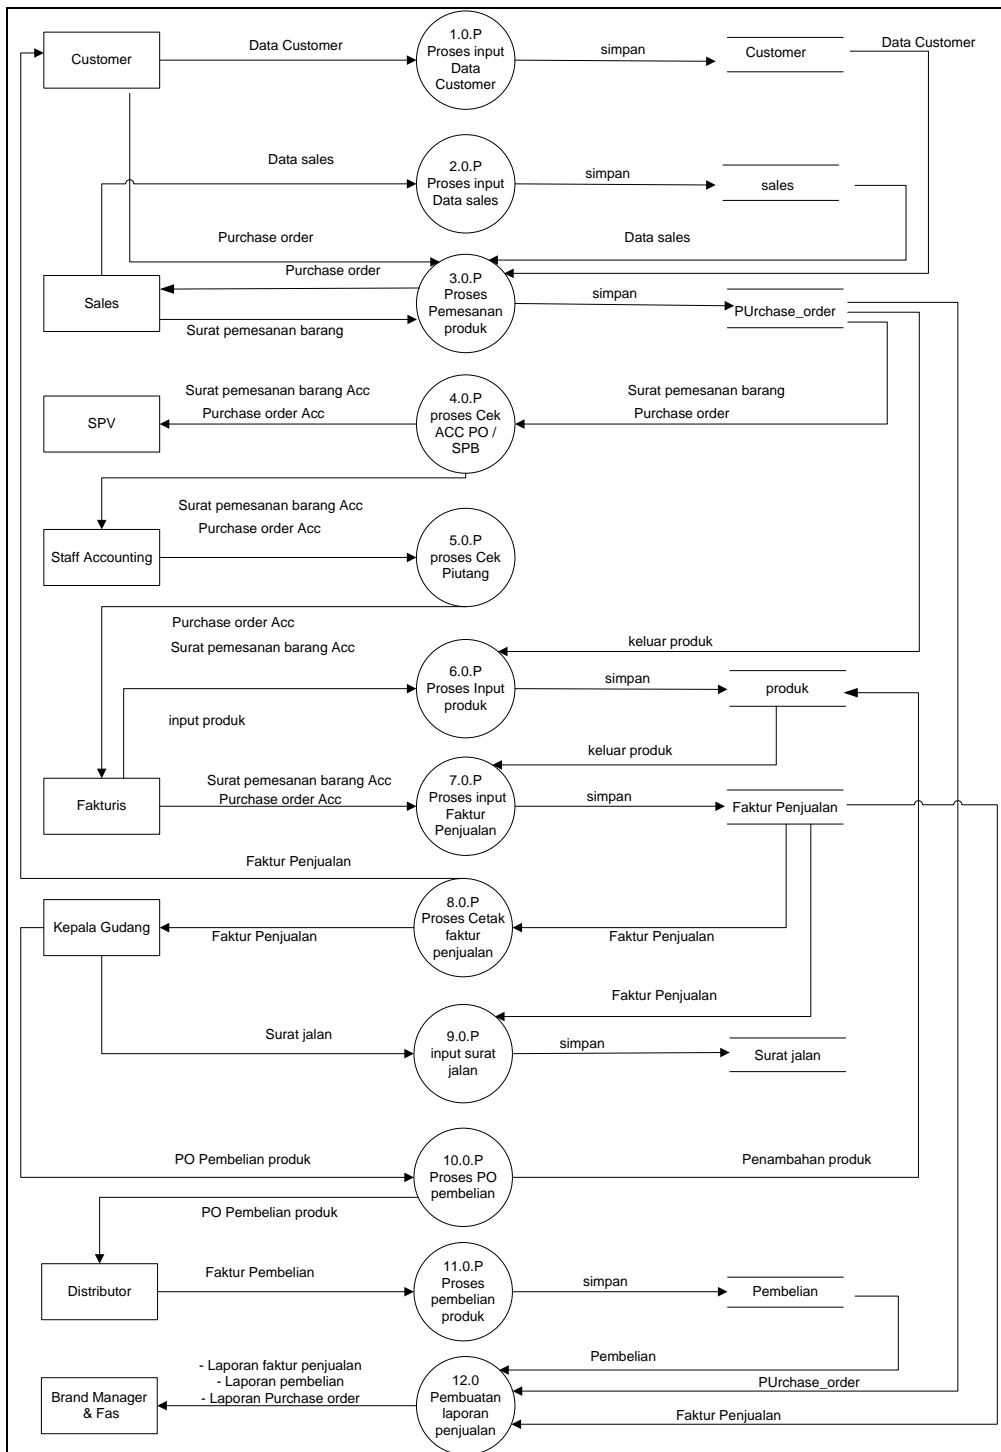 Customer
Data Customer
1.0.P
Proses input
Data
Customer
simpan
Customer
Data Customer
Data sales
2.0.P
Proses input
Data sales
simpan
sales
Purchase order
Data sales
Sales
Purchase order
Surat pemesanan barang
3.0.P
Proses
Pemesanan
produk
simpan
PUrchase_order
SPV
Surat pemesanan barang Acc
Purchase order Acc
4.0.P
proses Cek
ACC PO /
SPB
Surat pemesanan barang
Purchase order
Surat pemesanan barang Acc
Purchase order Acc
Staff Accounting
5.0.P
proses Cek
Piutang
Purchase order Acc
Surat pemesanan barang Acc
keluar produk
input produk
6.0.P
Proses Input
produk
simpan
produk
keluar produk
Fakturis
Surat pemesanan barang Acc
Purchase order Acc
7.0.P
Proses input
Faktur
Penjualan
simpan
Faktur Penjualan
Faktur Penjualan
Kepala Gudang
Faktur Penjualan
8.0.P
Proses Cetak
faktur
penjualan
Faktur Penjualan
Faktur Penjualan
Surat jalan
9.0.P
input surat
jalan
simpan
Surat jalan
PO Pembelian produk
10.0.P
Proses PO
pembelian
Penambahan produk
PO Pembelian produk
Distributor
Faktur Pembelian
11.0.P
Proses
pembelian
produk
simpan
Pembelian
Pembelian
Brand Manager
& Fas
- Laporan faktur penjualan
- Laporan pembelian
- Laporan Purchase order
12.0
Pembuatan
laporan
penjualan
PUrchase_order
Faktur Penjualan